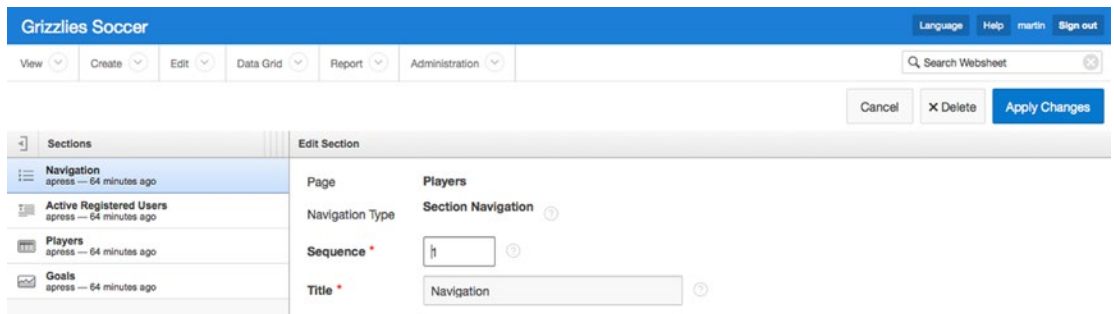 Grizzlies Soccer
Language Help martin Sign out
View Create Edit Data Grid Report Administration Search Websheet
Cancel X Delete Apply Changes
Sections Edit Section
Navigation
apress — 64 minutes ago
Active Registered Users
apress — 64 minutes ago
Players
apress — 64 minutes ago
Goals
apress — 64 minutes ago
Page Players
Navigation Type Section Navigation ?
Sequence * 1 ?
Title * Navigation ?